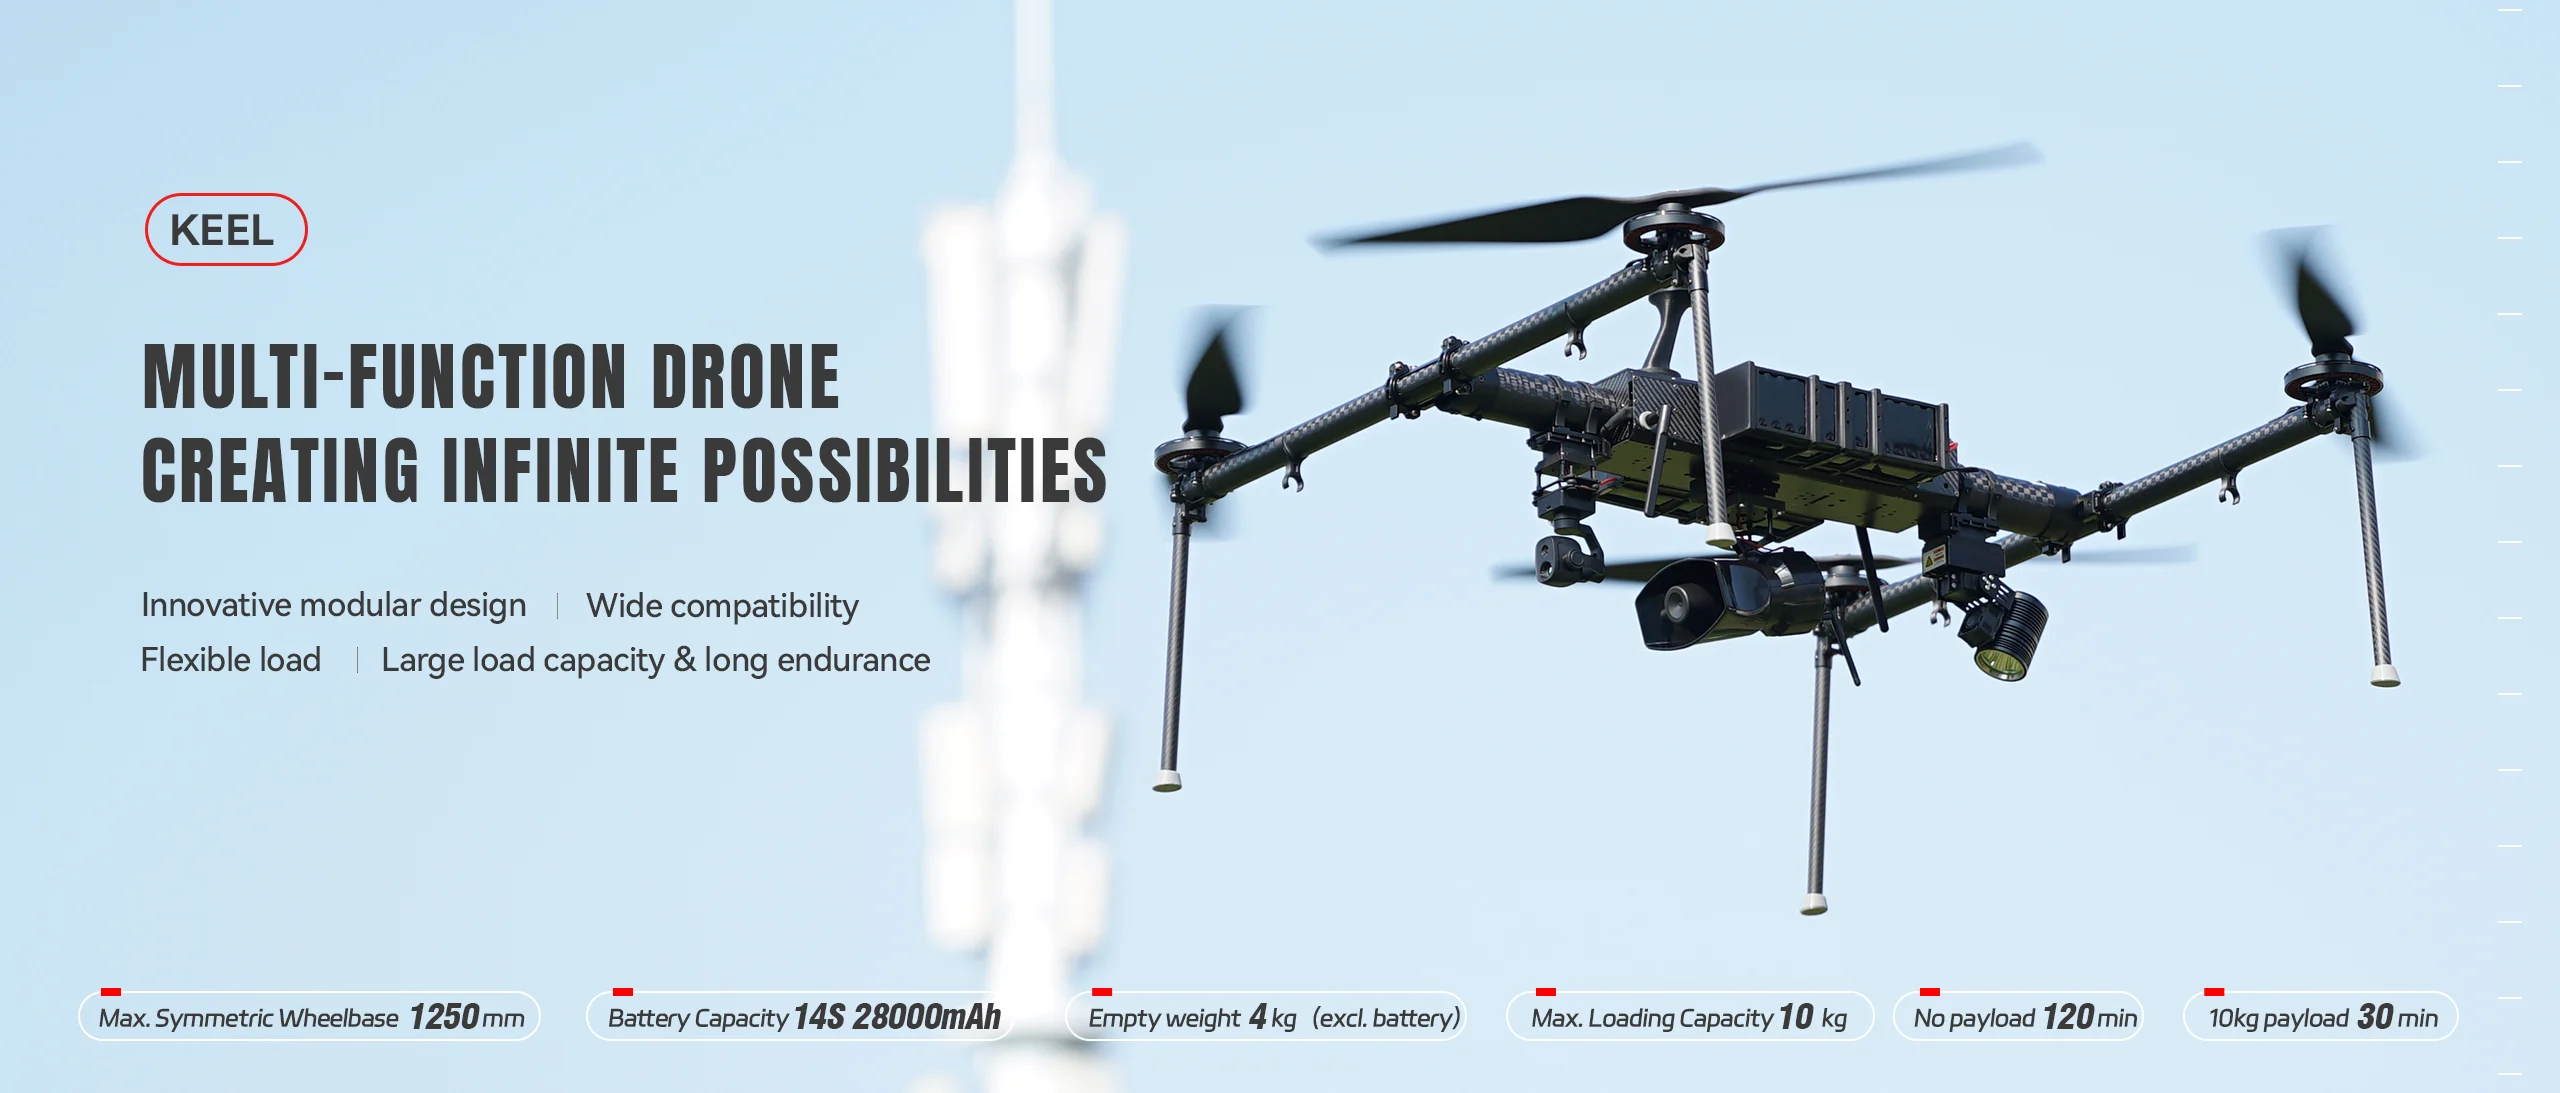 KEEL
MULTI-FUNCTION DRONE
CREATING INFINITE POSSIBILITIES
Innovative modular design | Wide compatibility
Flexible load | Large load capacity & long endurance
Max. Symmetric Wheelbase 1250 mm
Battery Capacity 14S 28000mAh
Empty weight 4 kg (excl. battery)
Max. Loading Capacity 10 kg
No payload 120 min
10kg payload 30 min